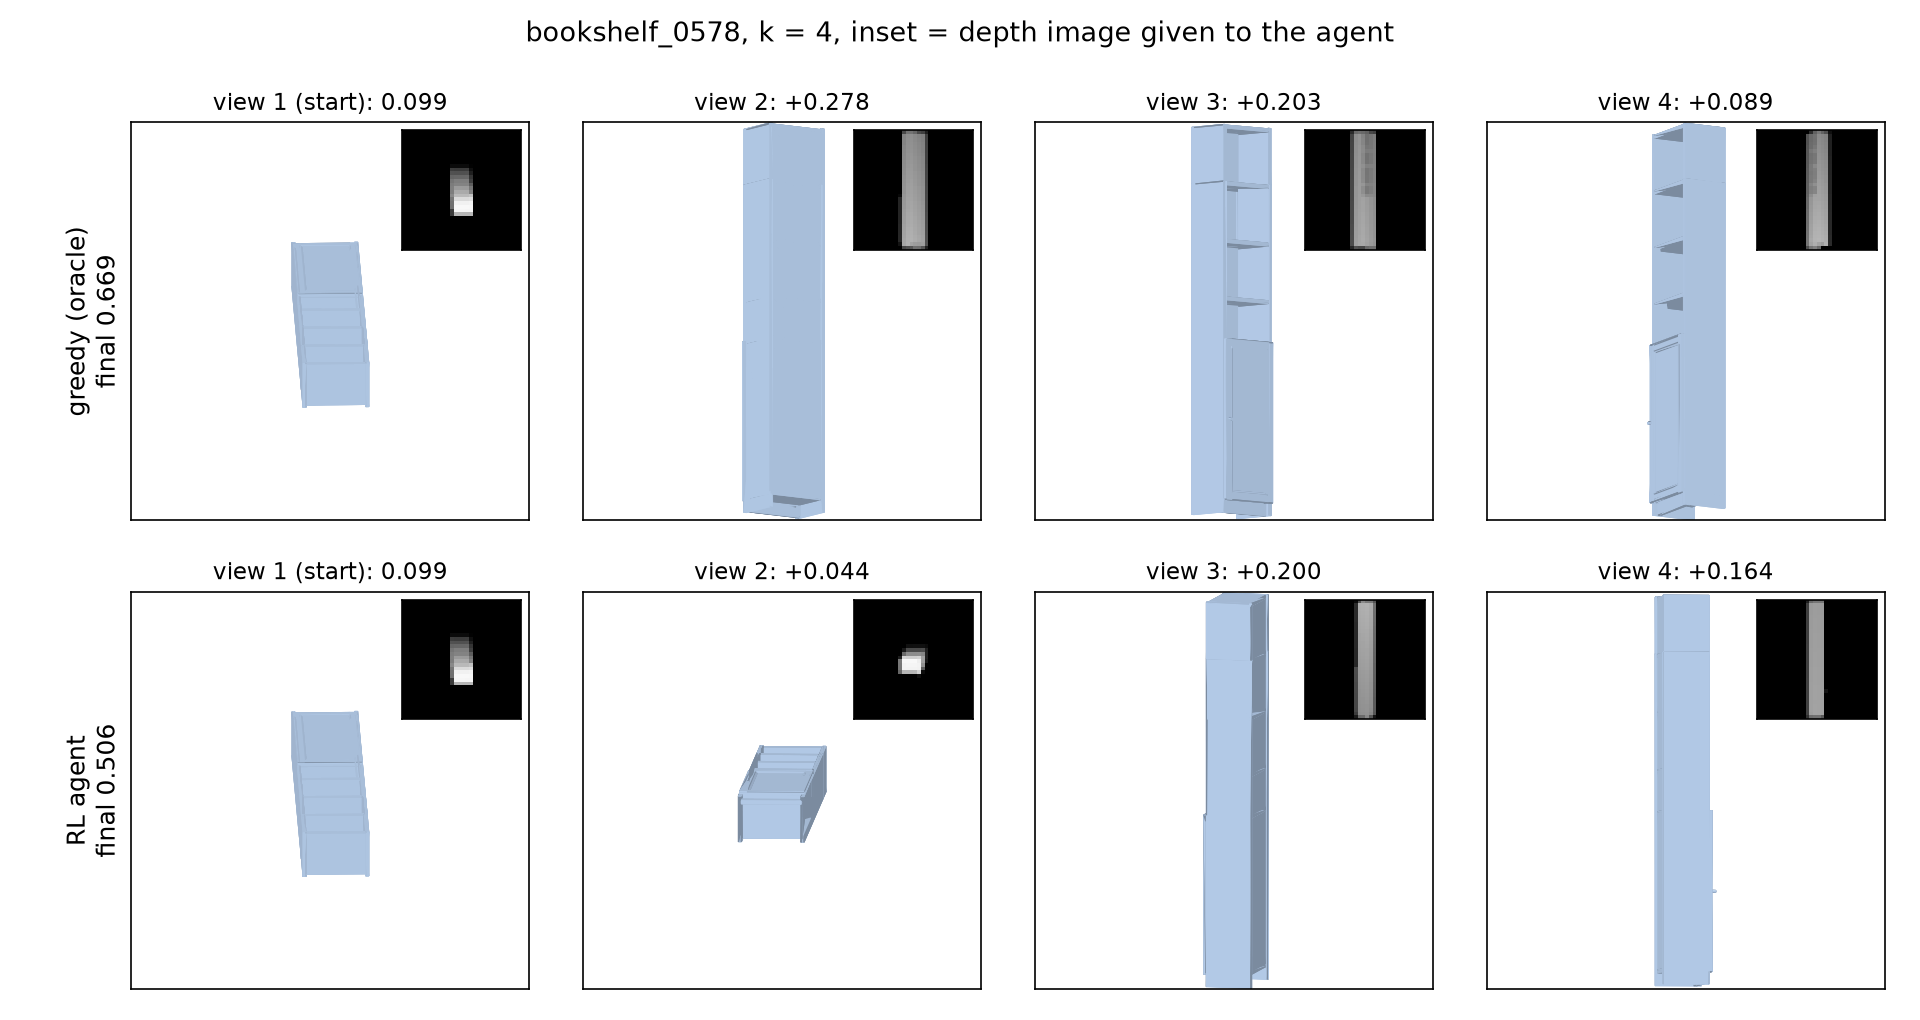 bookshelf_0578, k = 4, inset = depth image given to the agent
view 1 (start): 0.099
view 2: +0.278
view 3: +0.203
view 4: +0.089
greedy (oracle)
final 0.669
view 1 (start): 0.099
view 2: +0.044
view 3: +0.200
view 4: +0.164
RL agent
final 0.506